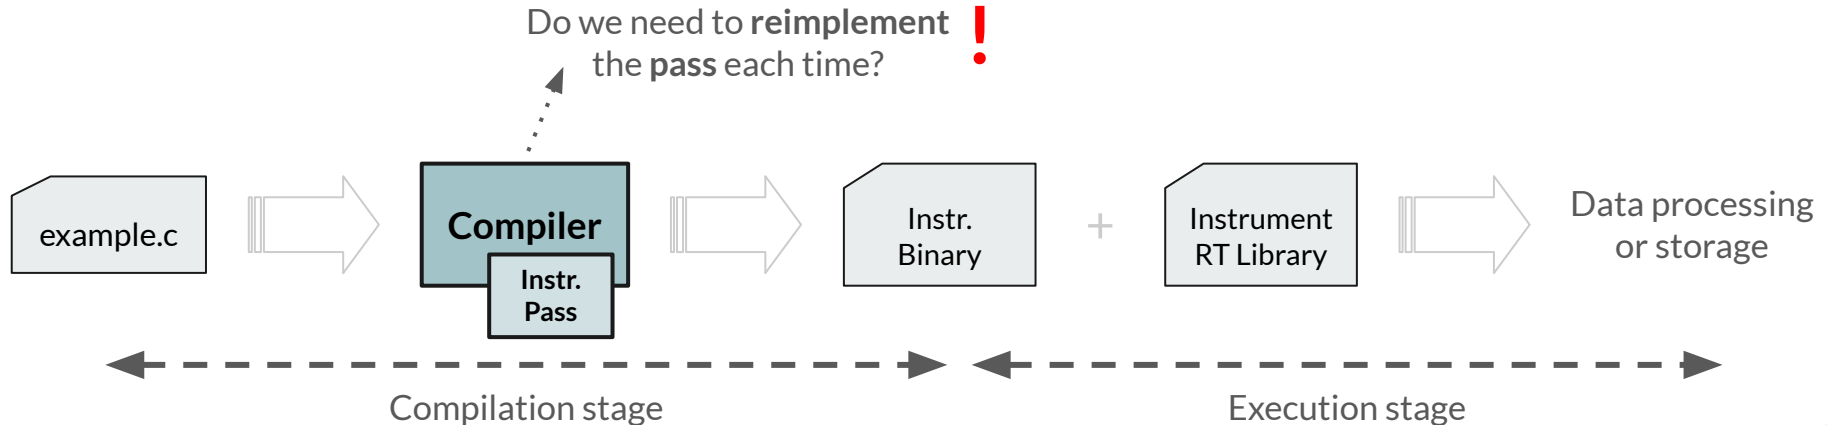 Do we need to reimplement
the pass each time?
!
example.c
Compiler
Instr.
Pass
Instr.
Binary
+
Instrument
RT Library
Data processing
or storage
Compilation stage
Execution stage